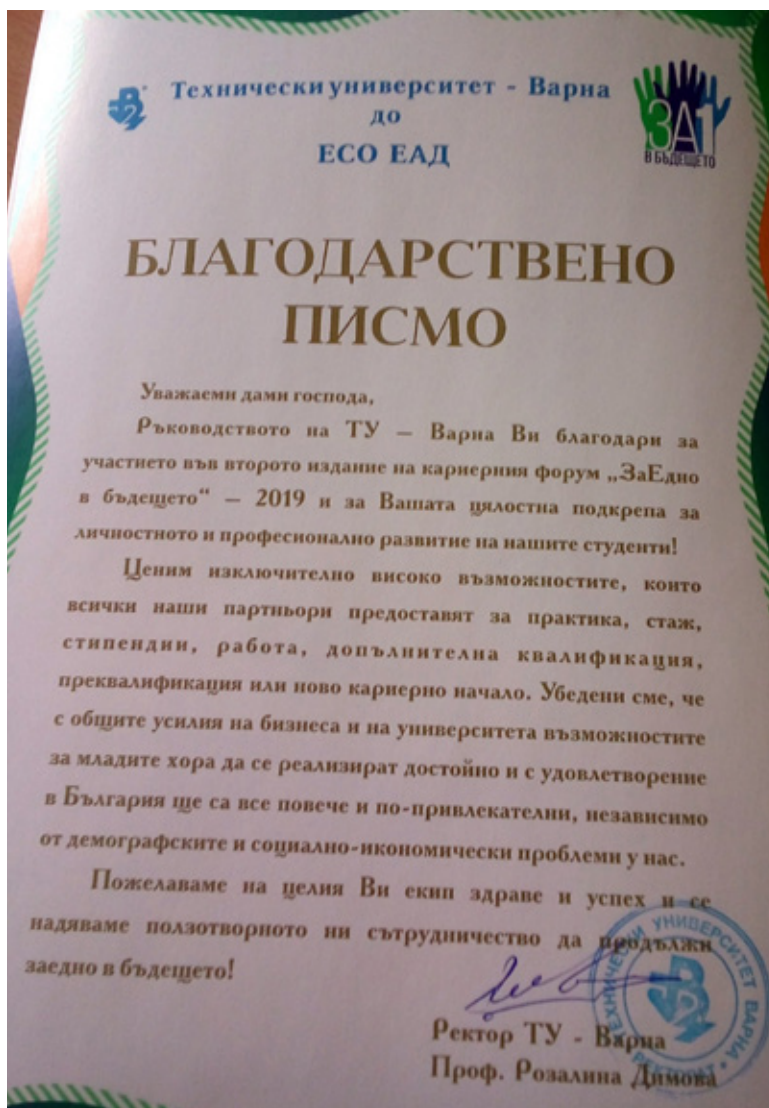 Технически университет - Варна
до
ЕСО ЕАД
ЗА1
В БЪДЕЩЕТО
БЛАГОДАРСТВЕНО
ПИСМО
Уважаеми дами господа,
Ръководството на ТУ – Варна Ви благодари за
участието във второто издание на кариерния форум „ЗаЕдно
в бъдещето“ – 2019 и за Вашата цялостна подкрепа за
личностното и професионално развитие на нашите студенти!
Ценим изключително високо възможностите, които
всички наши партньори предоставят за практика, стаж,
стипендии, работа, допълнителна квалификация,
преквалификация или ново кариерно начало. Убедени сме, че
с общите усилия на бизнеса и на университета възможностите
за младите хора да се реализират достойно и с удовлетворение
в България ще са все повече и по-привлекателни, независимо
от демографските и социално-икономически проблеми у нас.
Пожелаваме на целия Ви екип здраве и успех и се
надяваме ползотворното ни сътрудничество да продължи
заедно в бъдещето!
Ректор ТУ - Варна
Проф. Розалина Димова
ТЕХНИЧЕСКИ УНИВЕРСИТЕТ ВАРНА
РЕКТОРАТ